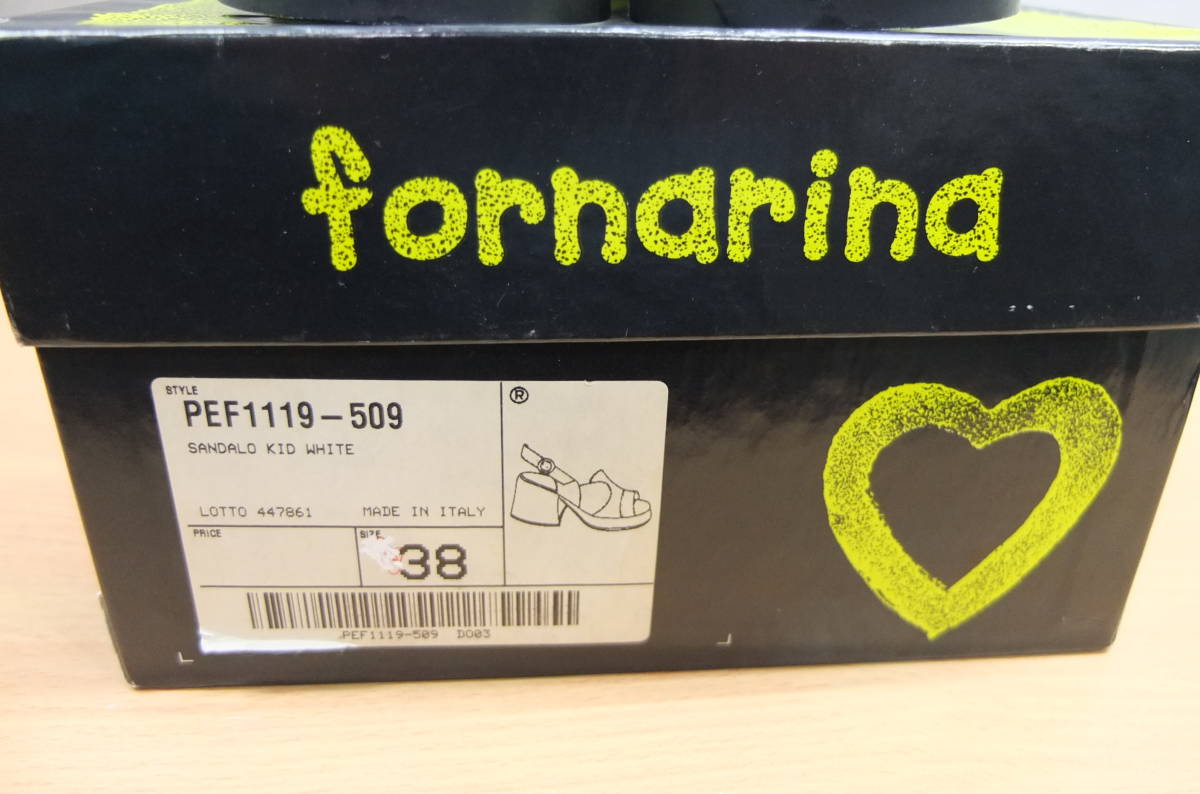 fornarina
STYLE
PEF1119-509
SANDALO KID WHITE
LOTTO 447861 MADE IN ITALY
®
PRICE
SIZE
38
PEF1119-509 D003